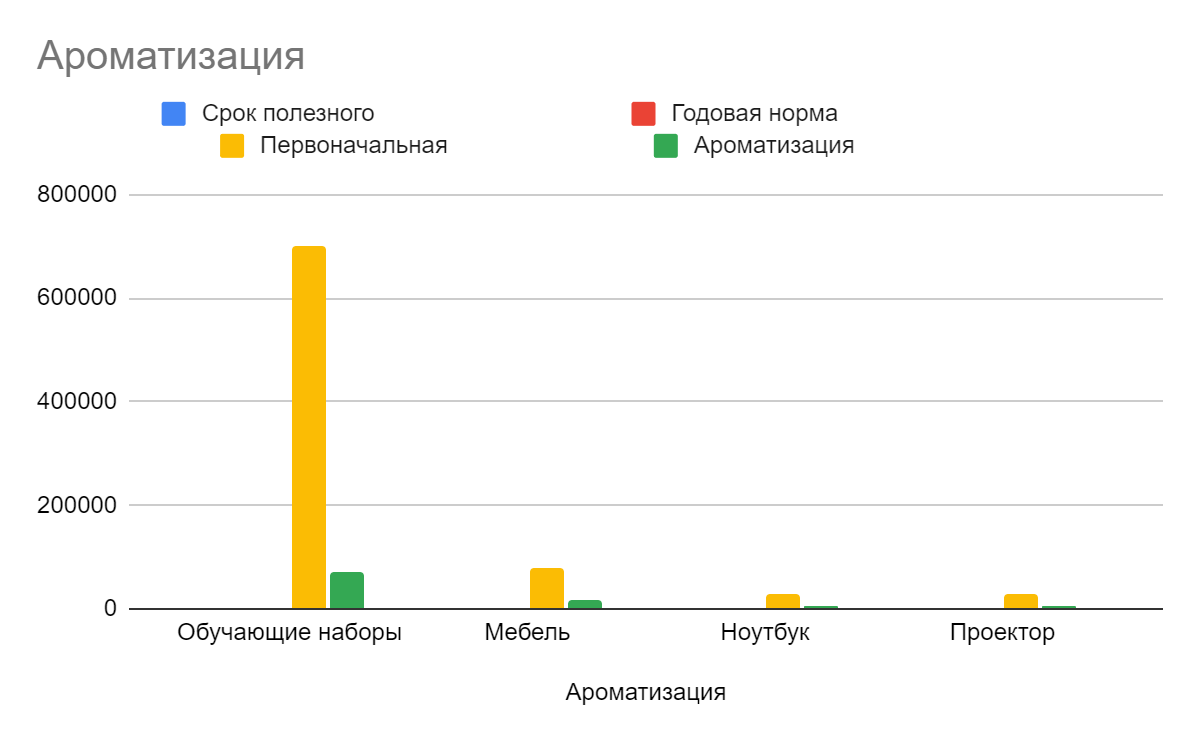 Ароматизация
Срок полезного
Годовая норма
Первоначальная
Ароматизация
800000
600000
400000
200000
0
Обучающие наборы
Мебель
Ноутбук
Проектор
Ароматизация